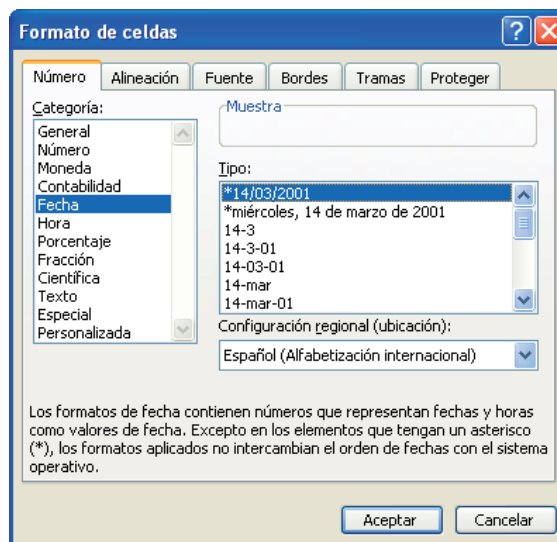 Formato de celdas
Número Alineación Fuente Bordes Tramas Proteger
Categoría:
General
Número
Moneda
Contabilidad
Fecha
Hora
Porcentaje
Fracción
Científica
Texto
Especial
Personalizada
Muestra
Tipo:
*14/03/2001
*miércoles, 14 de marzo de 2001
14-3
14-3-01
14-03-01
14-mar
14-mar-01
Configuración regional (ubicación):
Español (Alfabetización internacional)
Los formatos de fecha contienen números que representan fechas y horas
como valores de fecha. Excepto en los elementos que tengan un asterisco
(*), los formatos aplicados no intercambian el orden de fechas con el sistema
operativo.
Aceptar Cancelar